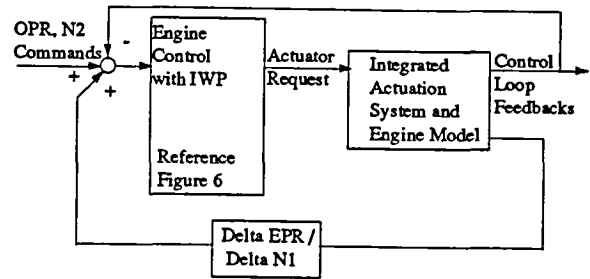 OPR, N2
Commands
-
+
+
Engine
Control
with IWP
Reference
Figure 6
Actuator
Request
Integrated
Actuation
System and
Engine Model
Control
Loop
Feedbacks
Delta EPR /
Delta N1